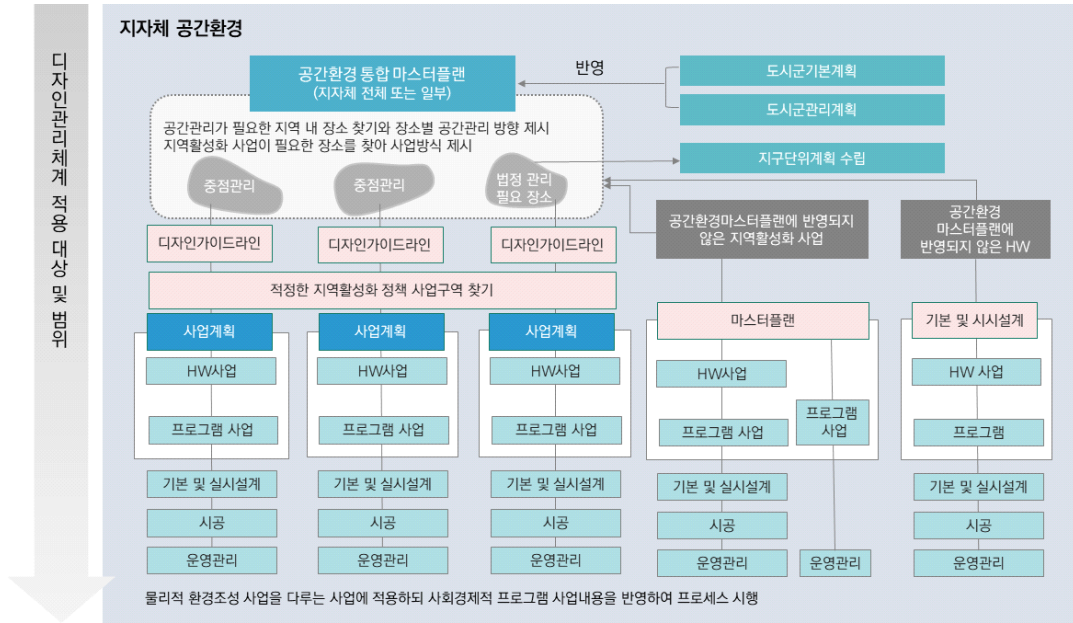 지자체 공간환경
디자인관리체계 적용 대상 및 범위
공간환경 통합 마스터플랜
(지자체 전체 또는 일부)
반영
도시군기본계획
도시군관리계획
공간관리가 필요한 지역 내 장소 찾기와 장소별 공간관리 방향 제시
지역활성화 사업이 필요한 장소를 찾아 사업방식 제시
지구단위계획 수립
중점관리
중점관리
법정 관리
필요 장소
공간환경마스터플랜에 반영되지
않은 지역활성화 사업
공간환경
마스터플랜에
반영되지 않은 HW
디자인가이드라인
디자인가이드라인
디자인가이드라인
적정한 지역활성화 정책 사업구역 찾기
사업계획
사업계획
사업계획
마스터플랜
기본 및 시시설계
HW사업
HW사업
HW사업
HW사업
HW 사업
프로그램 사업
프로그램 사업
프로그램 사업
프로그램 사업
프로그램
사업
프로그램
기본 및 실시설계
기본 및 실시설계
기본 및 실시설계
기본 및 실시설계
기본 및 실시설계
시공
시공
시공
시공
시공
운영관리
운영관리
운영관리
운영관리
운영관리
운영관리
물리적 환경조성 사업을 다루는 사업에 적용하되 사회경제적 프로그램 사업내용을 반영하여 프로세스 시행